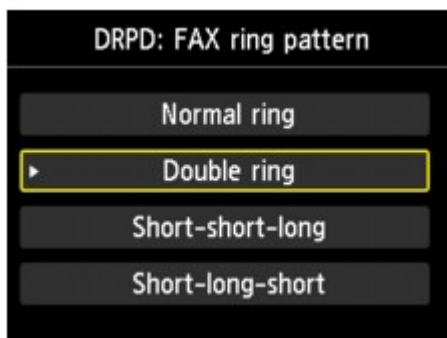 DRPD: FAX ring pattern
Normal ring
Double ring
Short-short-long
Short-long-short